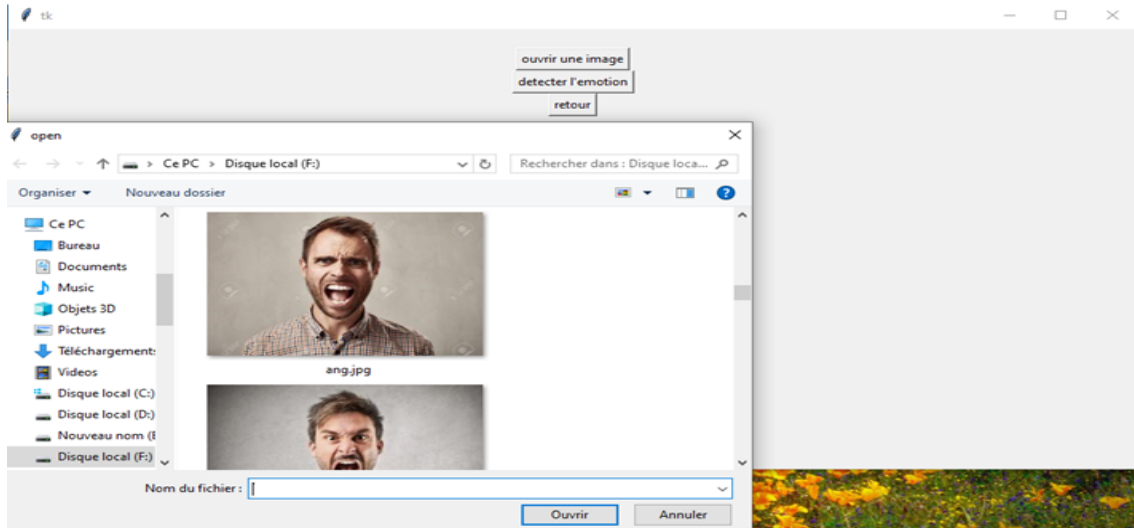 tk
ouvrir une image
detecter l'emotion
retour
open
Ce PC > Disque local (F:)
Rechercher dans : Disque loca...
Organiser
Nouveau dossier
Ce PC
Bureau
Documents
Music
Objets 3D
Pictures
Téléchargements
Videos
Disque local (C:)
Disque local (D:)
Nouveau nom (E
Disque local (F:)
ang.jpg
Nom du fichier :
Ouvrir
Annuler